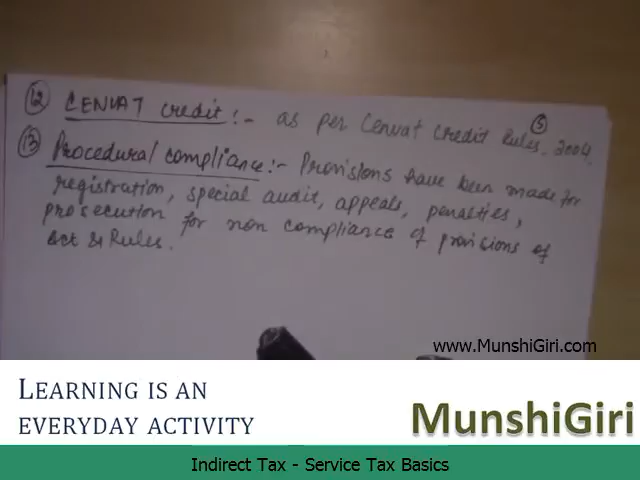 5
12 CENVAT Credit :- as per Cenvat Credit Rules, 2004.
13 Procedural compliance :- Provisions have been made for
registration, special audit, appeals, penalties,
prosecution for non compliance of provisions of
Act & Rules.
www.MunshiGiri.com
LEARNING IS AN
EVERYDAY ACTIVITY
MunshiGiri
Indirect Tax - Service Tax Basics